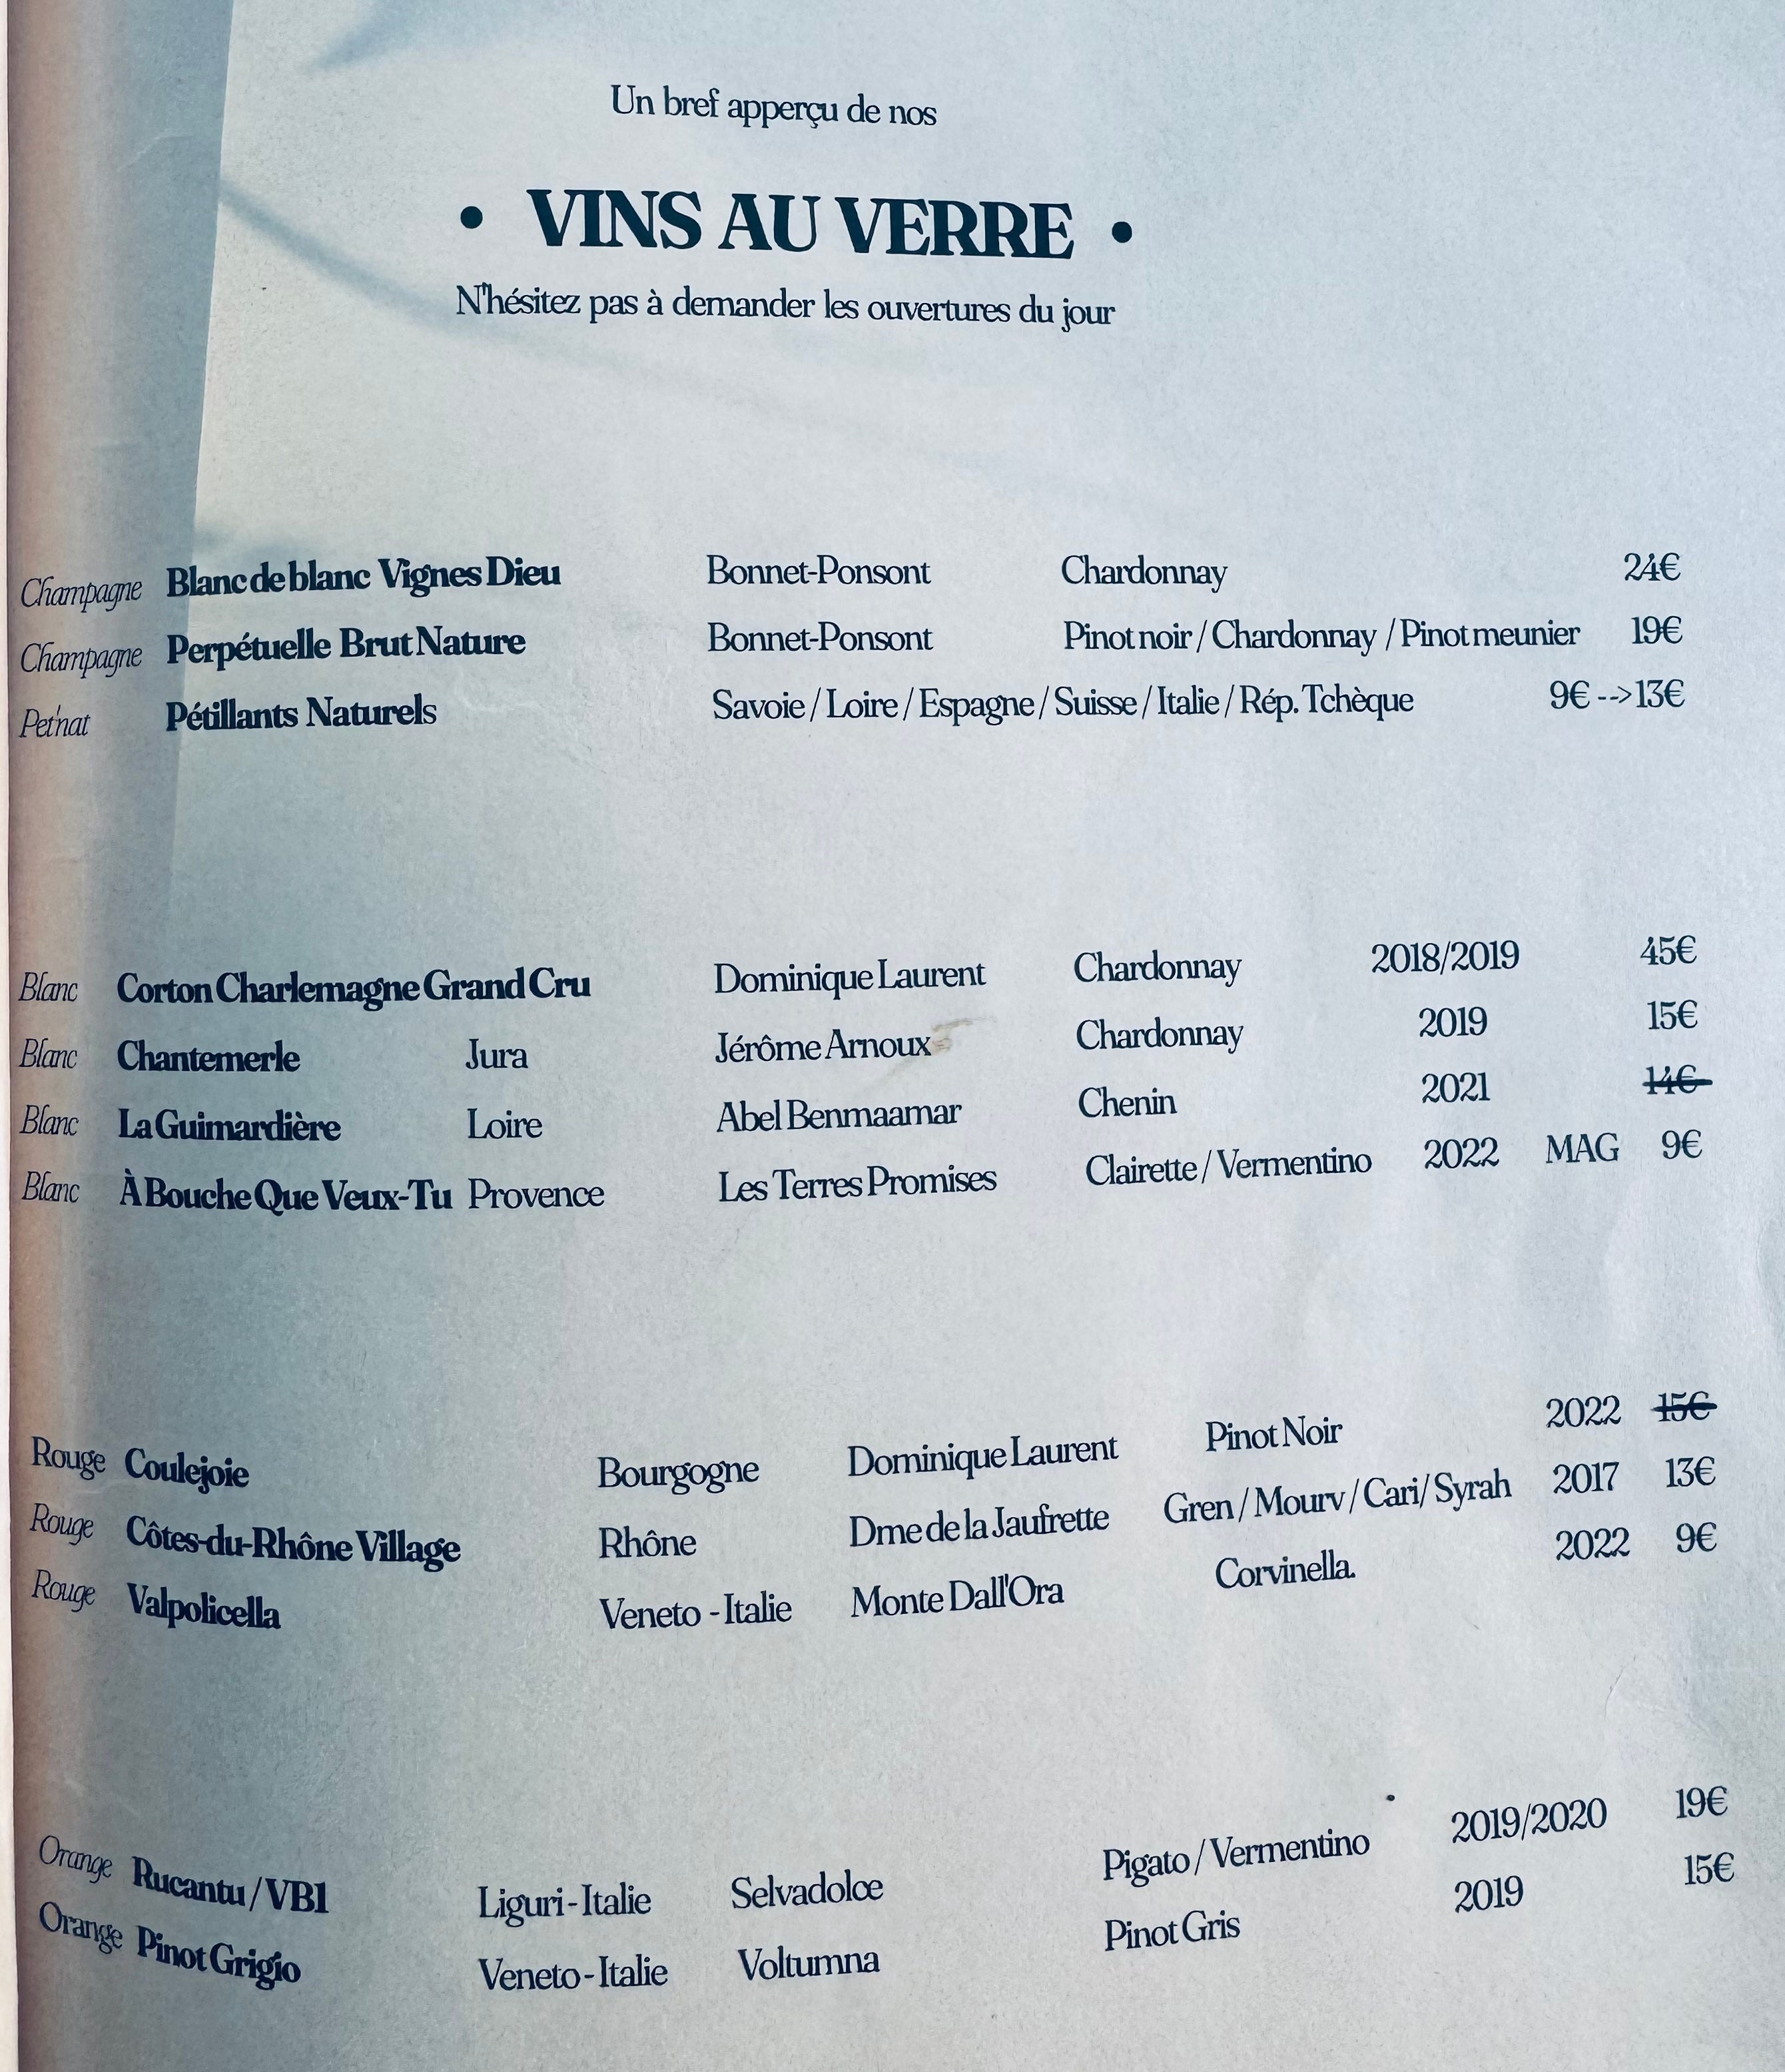 Un bref apperçu de nos
• VINS AU VERRE •
N'hésitez pas à demander les ouvertures du jour
Champagne Blanc de blanc Vignes Dieu Bonnet-Ponsont Chardonnay 24€
Champagne Perpétuelle Brut Nature Bonnet-Ponsont Pinot noir / Chardonnay / Pinot meunier 19€
Pet'nat Pétillants Naturels Savoie / Loire / Espagne / Suisse / Italie / Rép. Tchèque 9€ --> 13€
Blanc Corton Charlemagne Grand Cru Dominique Laurent Chardonnay 2018/2019 45€
Blanc Chantemerle Jura Jérôme Arnoux Chardonnay 2019 15€
Blanc La Guimardière Loire Abel Benmaamar Chenin 2021 14€
Blanc À Bouche Que Veux-Tu Provence Les Terres Promises Clairette / Vermentino 2022 MAG 9€
Rouge Coulejoie Bourgogne Dominique Laurent Pinot Noir 2022 15€
Rouge Côtes-du-Rhône Village Rhône Dme de la Jaufrette Gren / Mourv / Cari/ Syrah 2017 13€
Rouge Valpolicella Veneto - Italie Monte Dall'Ora Corvinella. 2022 9€
Orange Rucantu / VB1 Liguri - Italie Selvadolce Pigato / Vermentino 2019/2020 19€
Orange Pinot Grigio Veneto - Italie Voltumna Pinot Gris 2019 15€